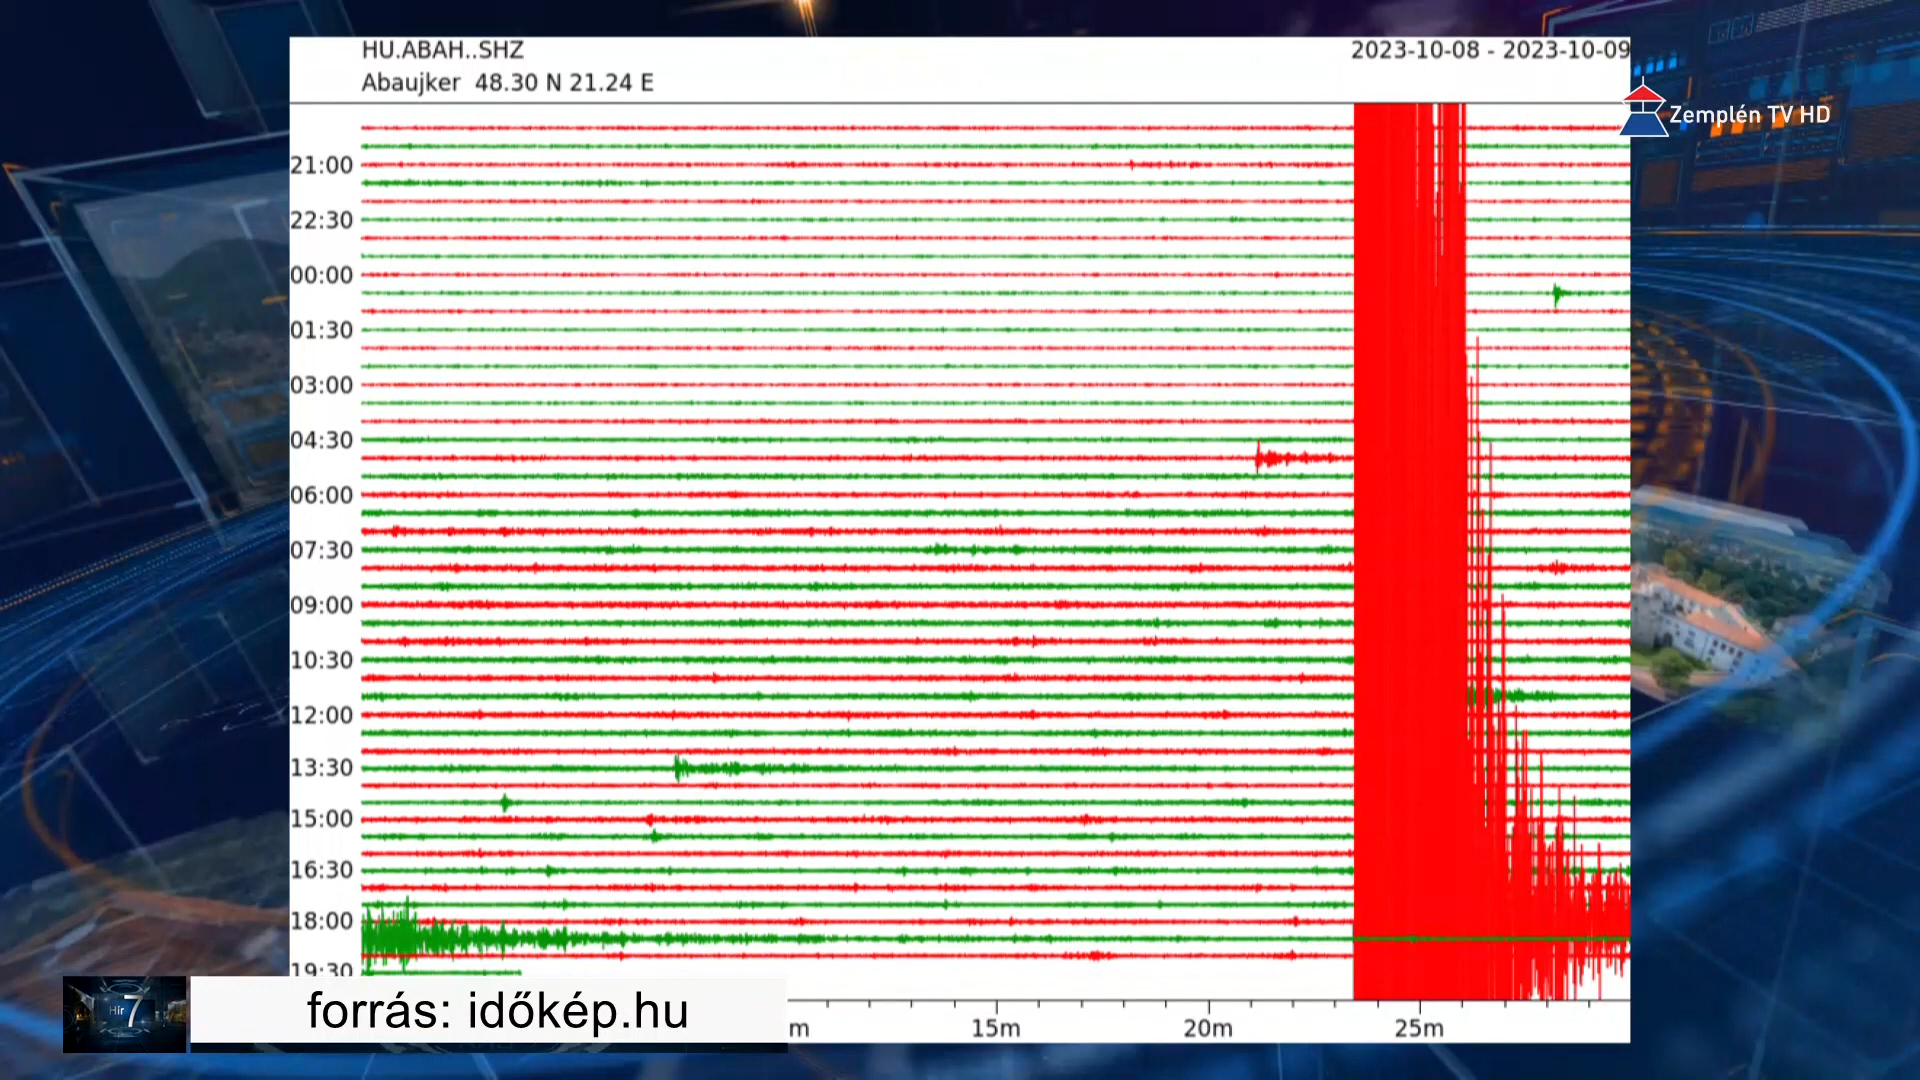 HU.ABAH..SHZ
2023-10-08 - 2023-10-09
Abaujker 48.30 N 21.24 E
Zemplén TV HD
21:00
22:30
00:00
01:30
03:00
04:30
06:00
07:30
09:00
10:30
12:00
13:30
15:00
16:30
18:00
19:30
Hír7
forrás: időkép.hu
m
15m
20m
25m